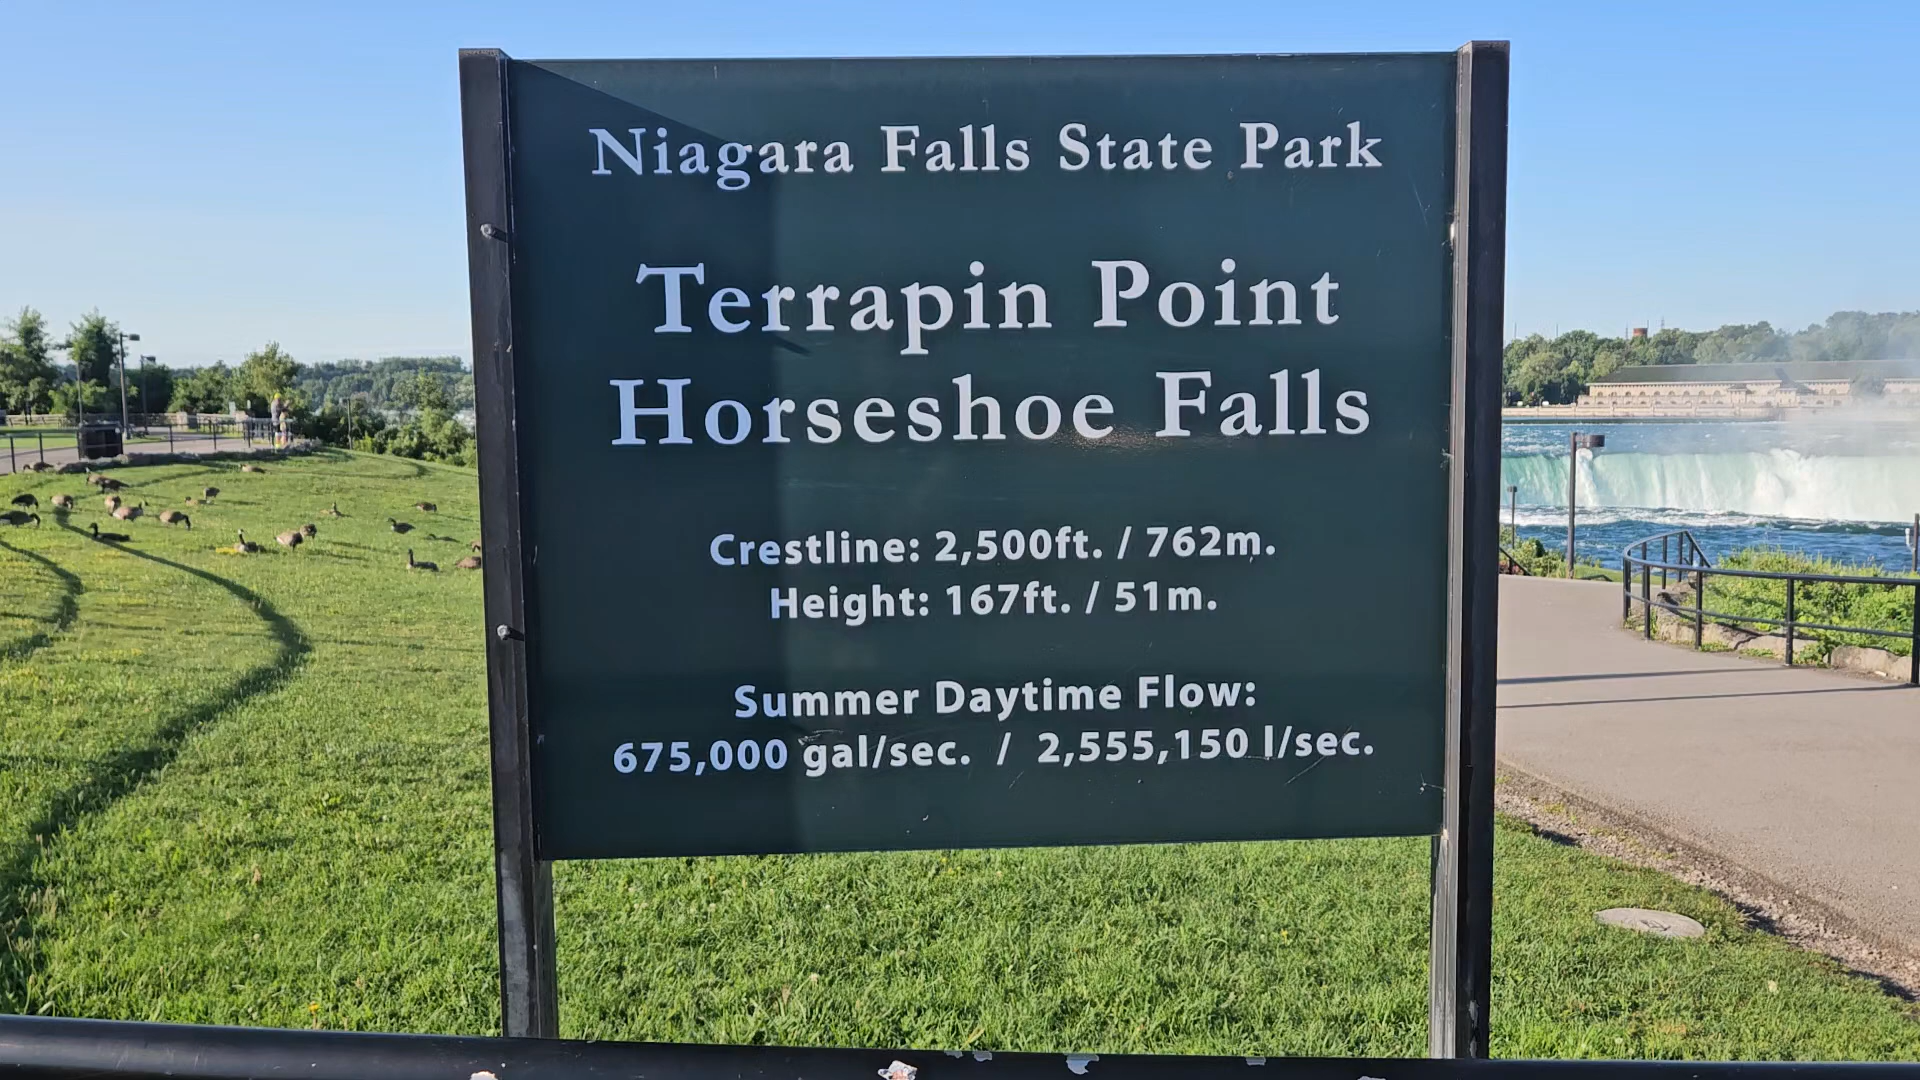 Niagara Falls State Park
Terrapin Point
Horseshoe Falls
Crestline: 2,500ft. / 762m.
Height: 167ft. / 51m.
Summer Daytime Flow:
675,000 gal/sec. / 2,555,150 l/sec.